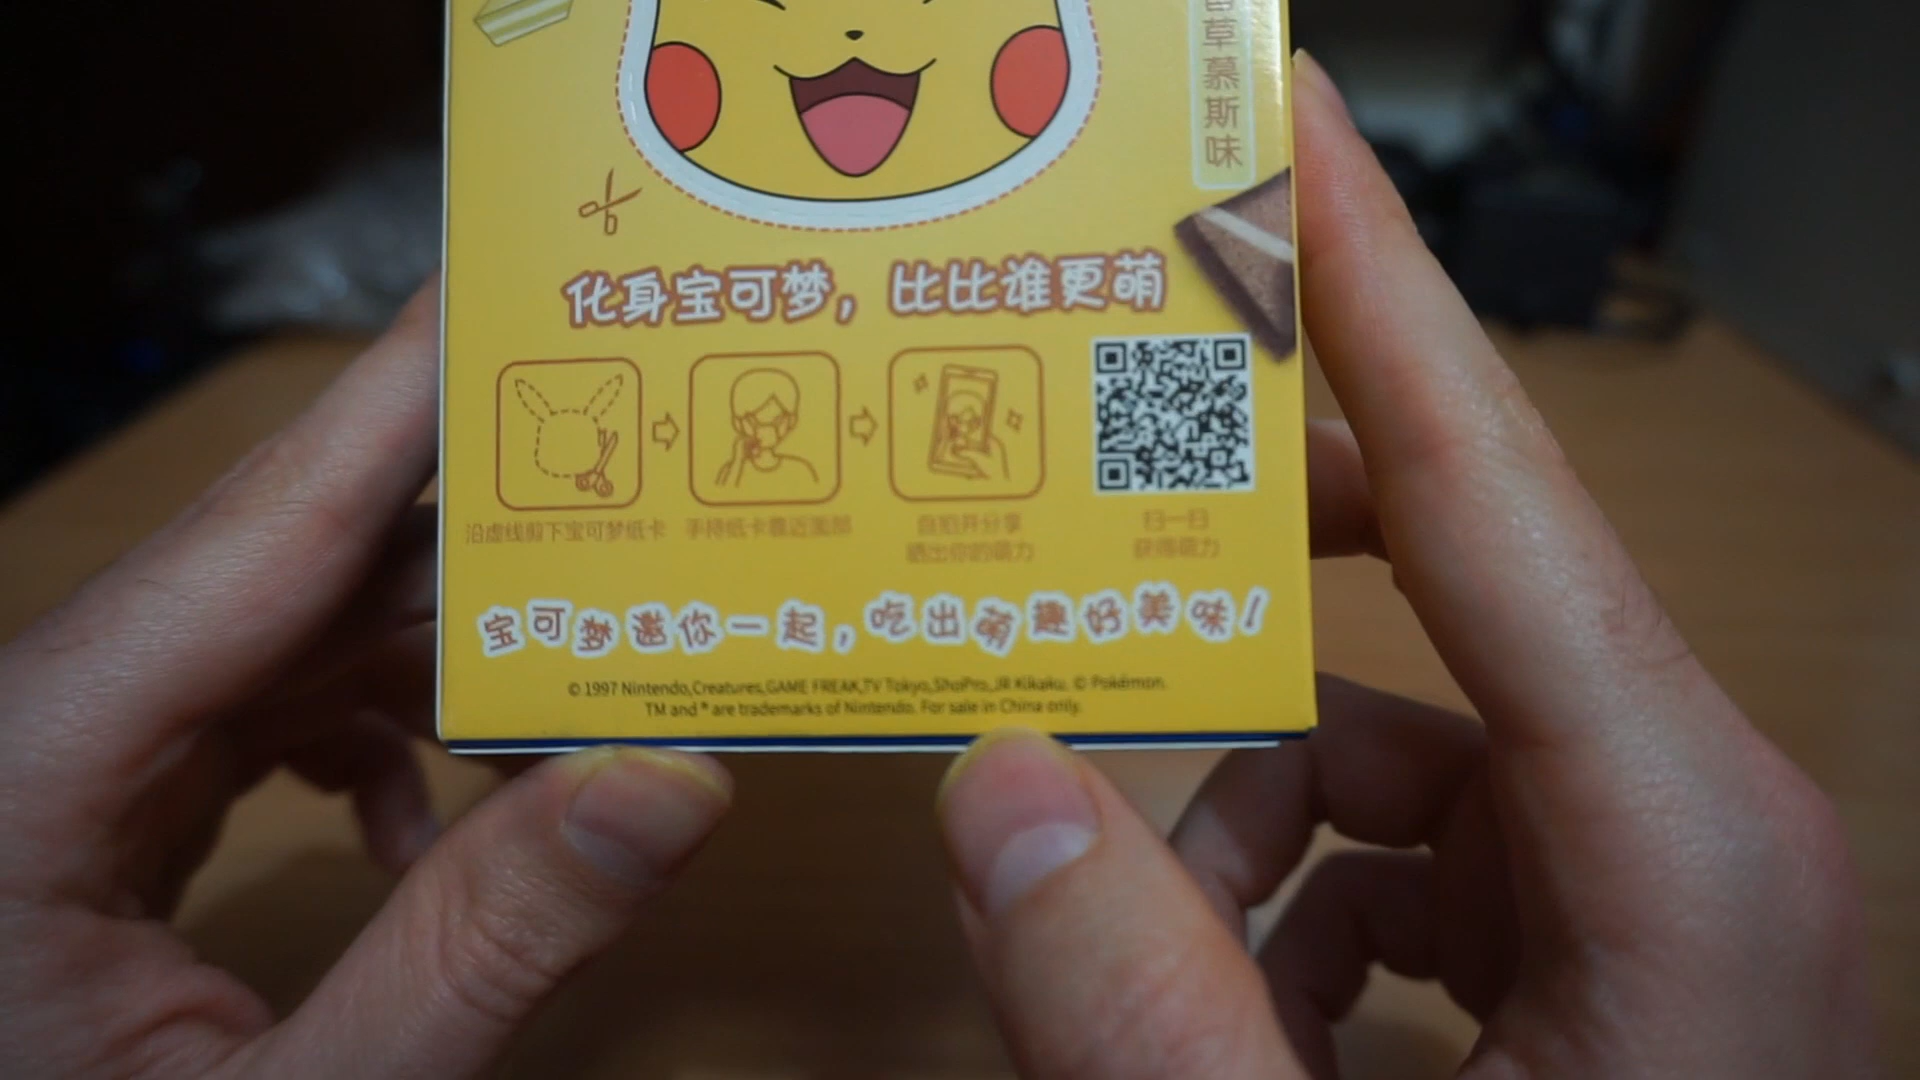 草慕斯味
化身宝可梦，比比谁更萌
沿虚线剪下宝可梦纸卡
手持纸卡靠近面部
自拍并分享
晒出你的萌力
扫一扫
获得萌力
宝可梦邀你一起，吃出萌趣好美味！
© 1997 Nintendo,Creatures,GAME FREAK,TV Tokyo,ShoPro,JR Kikaku. © Pokémon.
TM and ® are trademarks of Nintendo. For sale in China only.